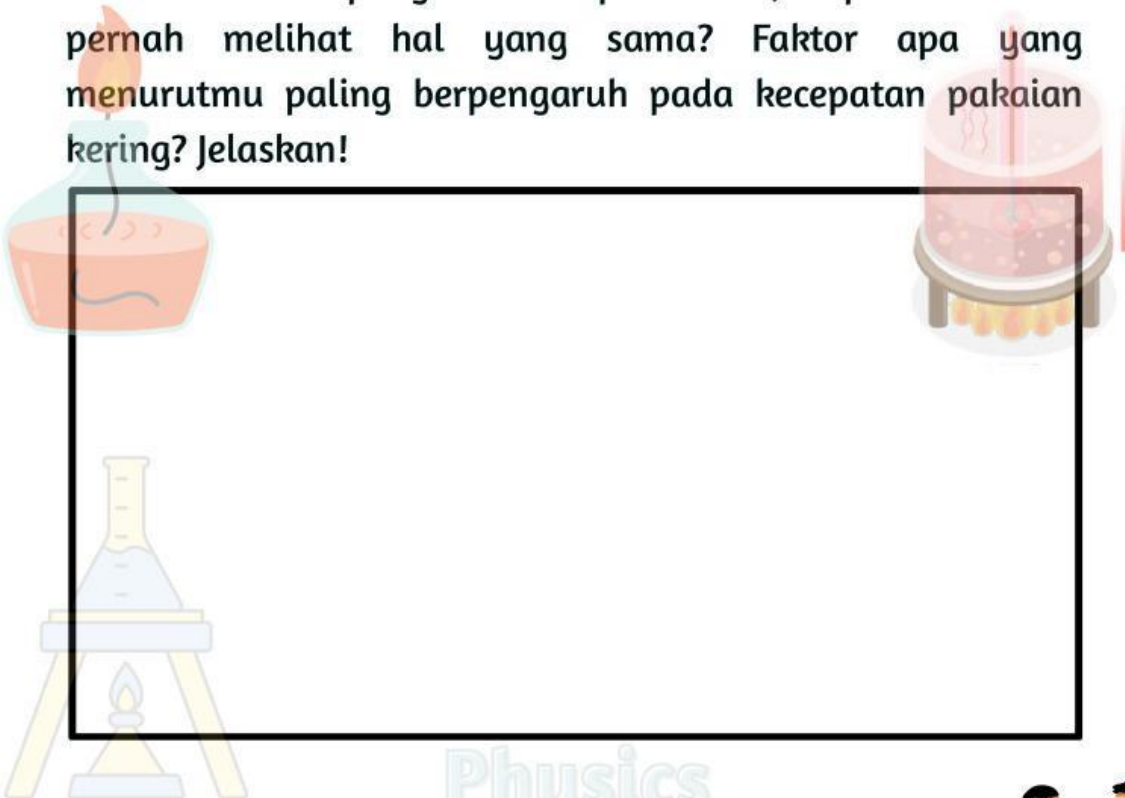 pernah melihat hal yang sama? Faktor apa yang
menurutmu paling berpengaruh pada kecepatan pakaian
kering? Jelaskan!
Physics